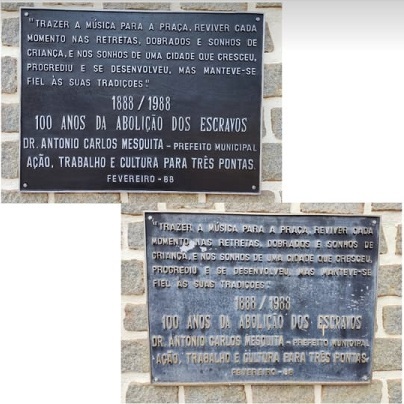 "TRAZER A MÚSICA PARA A PRAÇA, REVIVER CADA
MOMENTO NAS RETRETAS, DOBRADOS E SONHOS DE
CRIANÇA, E NOS SONHOS DE UMA CIDADE QUE CRESCEU,
PROGREDIU E SE DESENVOLVEU, MAS MANTEVE-SE
FIEL ÀS SUAS TRADIÇÕES".
1888/1988
100 ANOS DA ABOLIÇÃO DOS ESCRAVOS
DR. ANTONIO CARLOS MESQUITA - PREFEITO MUNICIPAL
AÇÃO, TRABALHO E CULTURA PARA TRÊS PONTAS.
FEVEREIRO - 88
"TRAZER A MÚSICA PARA A PRAÇA, REVIVER CADA
MOMENTO NAS RETRETAS, DOBRADOS E SONHOS DE
CRIANÇA, E NOS SONHOS DE UMA CIDADE QUE CRESCEU,
PROGREDIU E SE DESENVOLVEU, MAS MANTEVE-SE
FIEL ÀS SUAS TRADIÇÕES".
1888/1988
100 ANOS DA ABOLIÇÃO DOS ESCRAVOS
DR. ANTONIO CARLOS MESQUITA - PREFEITO MUNICIPAL
AÇÃO, TRABALHO E CULTURA PARA TRÊS PONTAS.
FEVEREIRO - 88